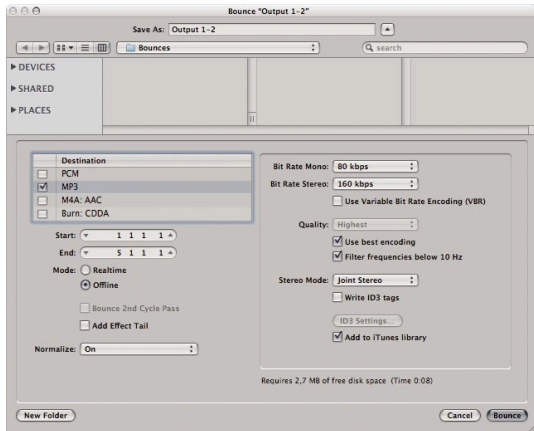 Bounce "Output 1-2"
Save As: Output 1-2
Bounces
search
DEVICES
SHARED
PLACES
Destination
PCM
MP3
M4A: AAC
Burn: CDDA
Start: 1 1 1 1
End: 5 1 1 1
Mode: Realtime
Offline
Bounce 2nd Cycle Pass
Add Effect Tail
Normalize: On
Bit Rate Mono: 80 kbps
Bit Rate Stereo: 160 kbps
Use Variable Bit Rate Encoding (VBR)
Quality: Highest
Use best encoding
Filter frequencies below 10 Hz
Stereo Mode: Joint Stereo
Write ID3 tags
ID3 Settings...
Add to iTunes library
Requires 2,7 MB of free disk space (Time 0:08)
New Folder
Cancel
Bounce